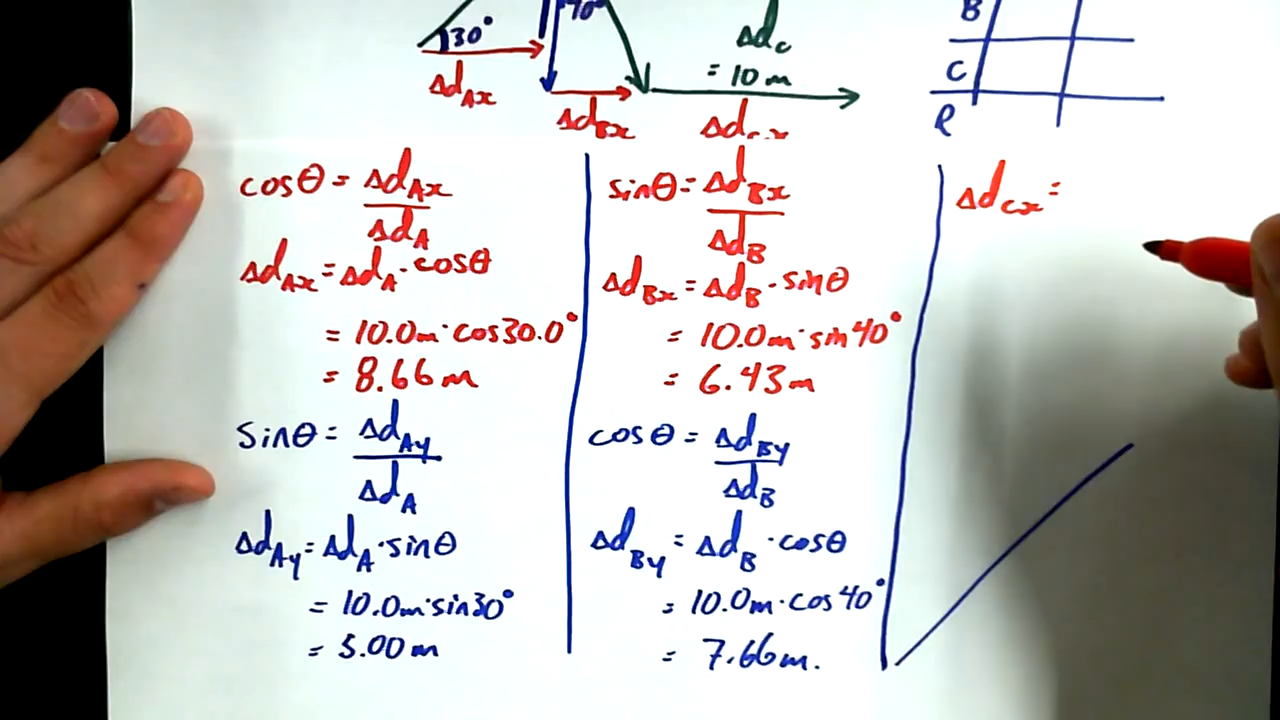 30°
Δd_Ax
Δd_Bx
Δd_C
= 10 m
B
C
R
cosθ = Δd_Ax / Δd_A
Δd_Ax = Δd_A · cosθ
= 10.0m · cos30.0°
= 8.66 m
sinθ = Δd_Ay / Δd_A
Δd_Ay = Δd_A · sinθ
= 10.0m · sin30°
= 5.00 m
sinθ = Δd_Bx / Δd_B
Δd_Bx = Δd_B · sinθ
= 10.0m · sin40°
= 6.43 m
cosθ = Δd_By / Δd_B
Δd_By = Δd_B · cosθ
= 10.0m · cos40°
= 7.66 m.
Δd_cx =